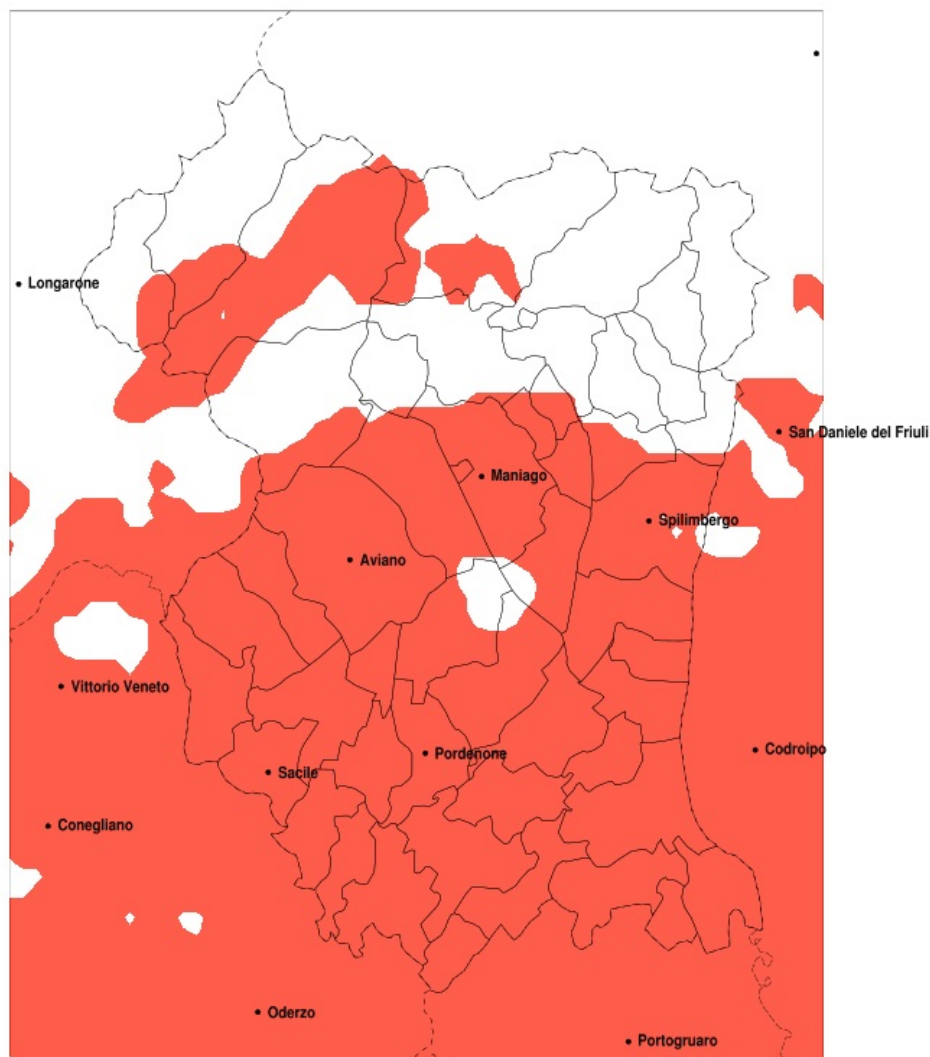 Longarone
San Daniele del Friuli
Maniago
Spilimbergo
Aviano
Vittorio Veneto
Codroipo
Pordenone
Sacile
Conegliano
Oderzo
Portogruaro